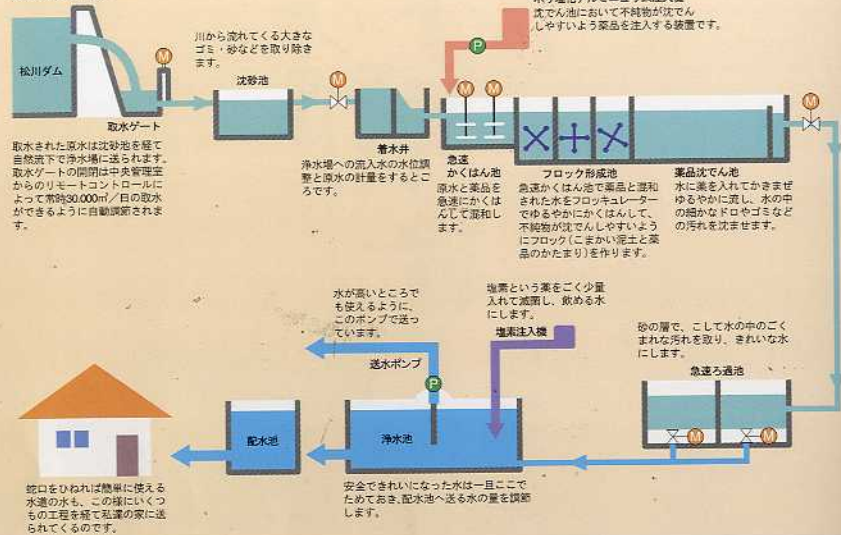 松川ダム
取水ゲート
取水された原水は沈砂池を経て
自然流下で浄水場に送られます。
取水ゲートの開閉は中央管理室
からのリモートコントロールに
よって常時30,000㎥/日の取水
ができるように自動調節されま
す。
M
川から流れてくる大きな
ゴミ・砂などを取り除き
ます。
沈砂池
M
着水井
浄水場への流入水の水位調
整と原水の計量をするとこ
ろです。
沈でん池において不純物が沈でん
しやすいよう薬品を注入する装置です。
P
M
M
急速
かくはん池
原水と薬品を
急速にかくは
んして混和し
ます。
フロック形成池
急速かくはん池で薬品と混和
された水をフロッキュレーター
でゆるやかにかくはんして、
不純物が沈でんしやすいよう
にフロック(こまかい泥土と薬
品のかたまり)を作ります。
薬品沈でん池
水に薬を入れてかきまぜ
ゆるやかに流し、水の中
の細かなドロやゴミなど
の汚れを沈ませます。
M
砂の層で、こして水の中のごく
まれな汚れを取り、きれいな水
にします。
急速ろ過池
M
M
塩素という薬をごく少量
入れて滅菌し、飲める水
にします。
塩素注入機
水が高いところで
も使えるように、
このポンプで送っ
ています。
送水ポンプ
P
浄水池
安全できれいになった水は一旦ここで
ためておき、配水池へ送る水の量を調節
します。
配水池
蛇口をひねれば簡単に使える
水道の水も、この様にいくつ
もの工程を経て私達の家に送
られてくるのです。